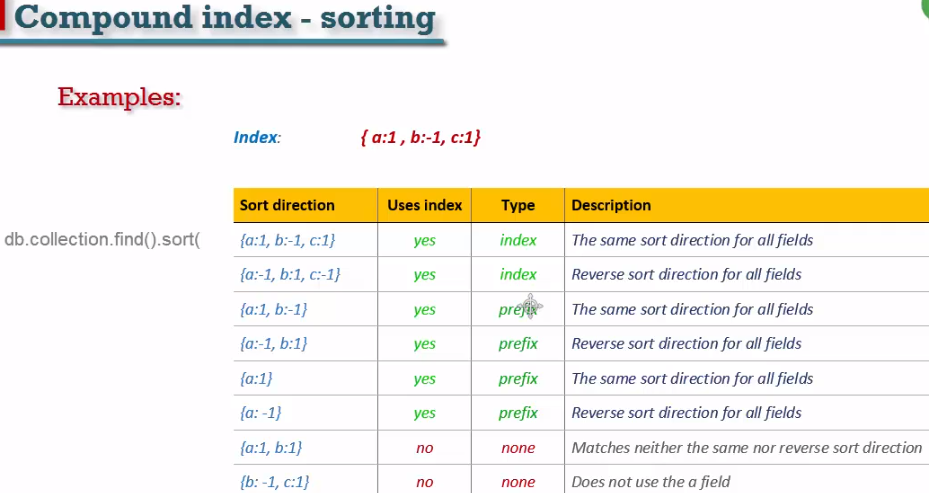 Compound index - sorting
Examples:
Index: { a:1 , b:-1, c:1}
Sort direction Uses index Type Description
db.collection.find().sort( {a:1, b:-1, c:1} yes index The same sort direction for all fields
{a:-1, b:1, c:-1} yes index Reverse sort direction for all fields
{a:1, b:-1} yes prefix The same sort direction for all fields
{a:-1, b:1} yes prefix Reverse sort direction for all fields
{a:1} yes prefix The same sort direction for all fields
{a: -1} yes prefix Reverse sort direction for all fields
{a:1, b:1} no none Matches neither the same nor reverse sort direction
{b: -1, c:1} no none Does not use the a field